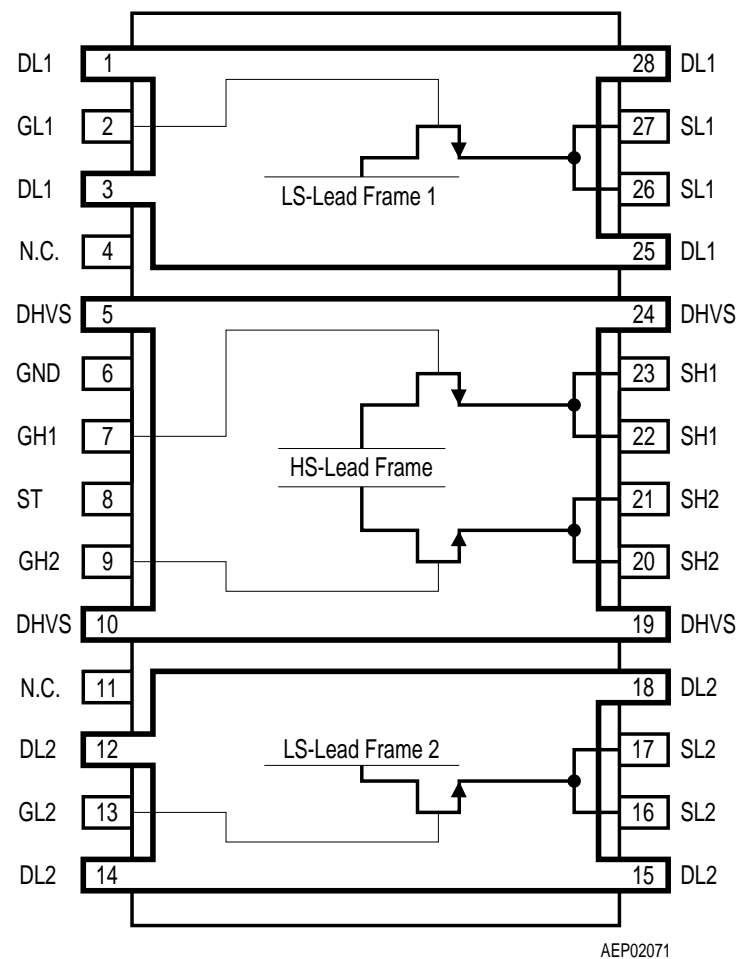 DL1 1 28 DL1
GL1 2 27 SL1
DL1 3 LS-Lead Frame 1 26 SL1
N.C. 4 25 DL1
DHVS 5 24 DHVS
GND 6 23 SH1
GH1 7 22 SH1
HS-Lead Frame
ST 8 21 SH2
GH2 9 20 SH2
DHVS 10 19 DHVS
N.C. 11 18 DL2
DL2 12 LS-Lead Frame 2 17 SL2
GL2 13 16 SL2
DL2 14 15 DL2
AEP02071